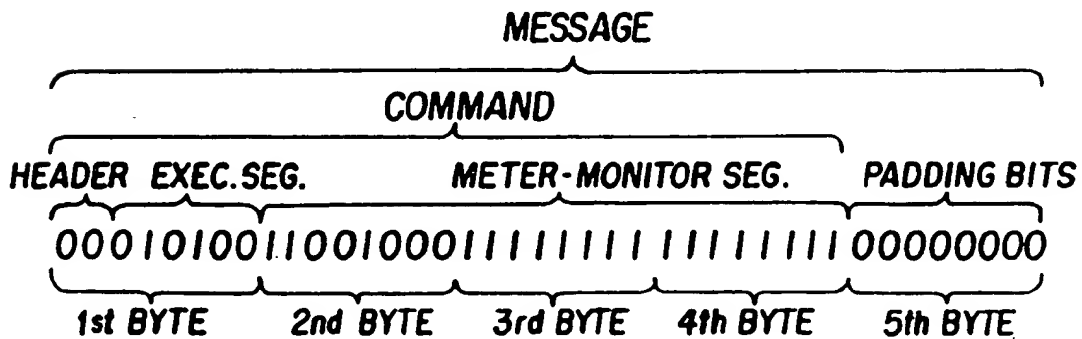 MESSAGE
COMMAND
HEADER EXEC. SEG. METER-MONITOR SEG. PADDING BITS
0001010011001000111111111111111100000000
1st BYTE 2nd BYTE 3rd BYTE 4th BYTE 5th BYTE